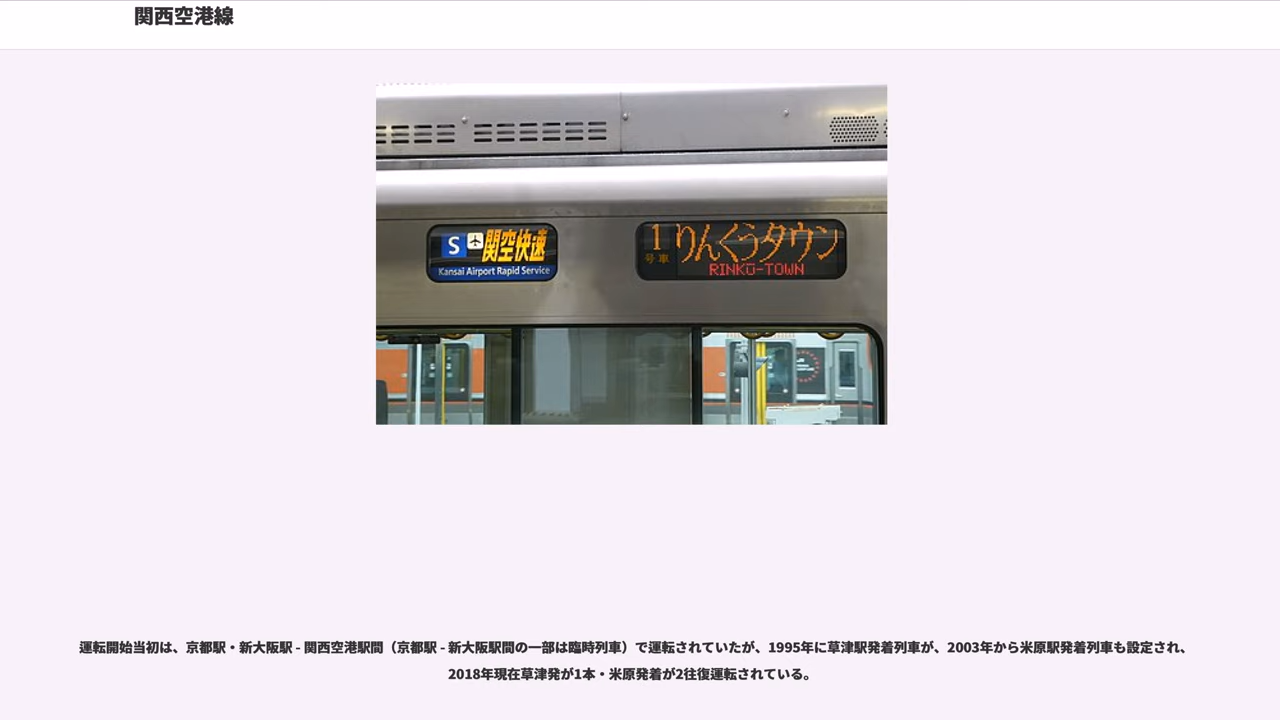 関西空港線
S 関空快速
Kansai Airport Rapid Service
1 りんくうタウン
号車 RINKŪ-TOWN
運転開始当初は、京都駅・新大阪駅 - 関西空港駅間（京都駅 - 新大阪駅間の一部は臨時列車）で運転されていたが、1995年に草津駅発着列車が、2003年から米原駅発着列車も設定され、
2018年現在草津発が1本・米原発着が2往復運転されている。